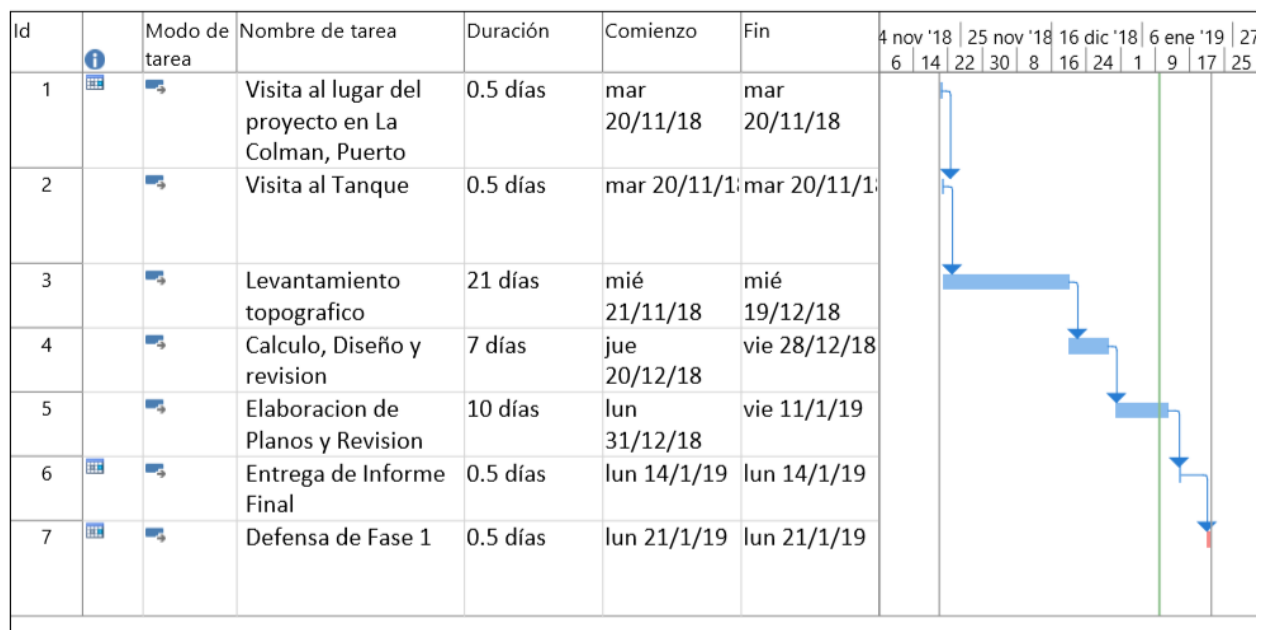 Id
Modo de tarea
Nombre de tarea
Duración
Comienzo
Fin
4 nov '18 25 nov '18 16 dic '18 6 ene '19 27
6 14 22 30 8 16 24 1 9 17 25
1
Visita al lugar del
proyecto en La
Colman, Puerto
0.5 días
mar
20/11/18
mar
20/11/18
2
Visita al Tanque
0.5 días
mar 20/11/1
mar 20/11/1
3
Levantamiento
topografico
21 días
mié
21/11/18
mié
19/12/18
4
Calculo, Diseño y
revision
7 días
jue
20/12/18
vie 28/12/18
5
Elaboracion de
Planos y Revision
10 días
lun
31/12/18
vie 11/1/19
6
Entrega de Informe
Final
0.5 días
lun 14/1/19
lun 14/1/19
7
Defensa de Fase 1
0.5 días
lun 21/1/19
lun 21/1/19